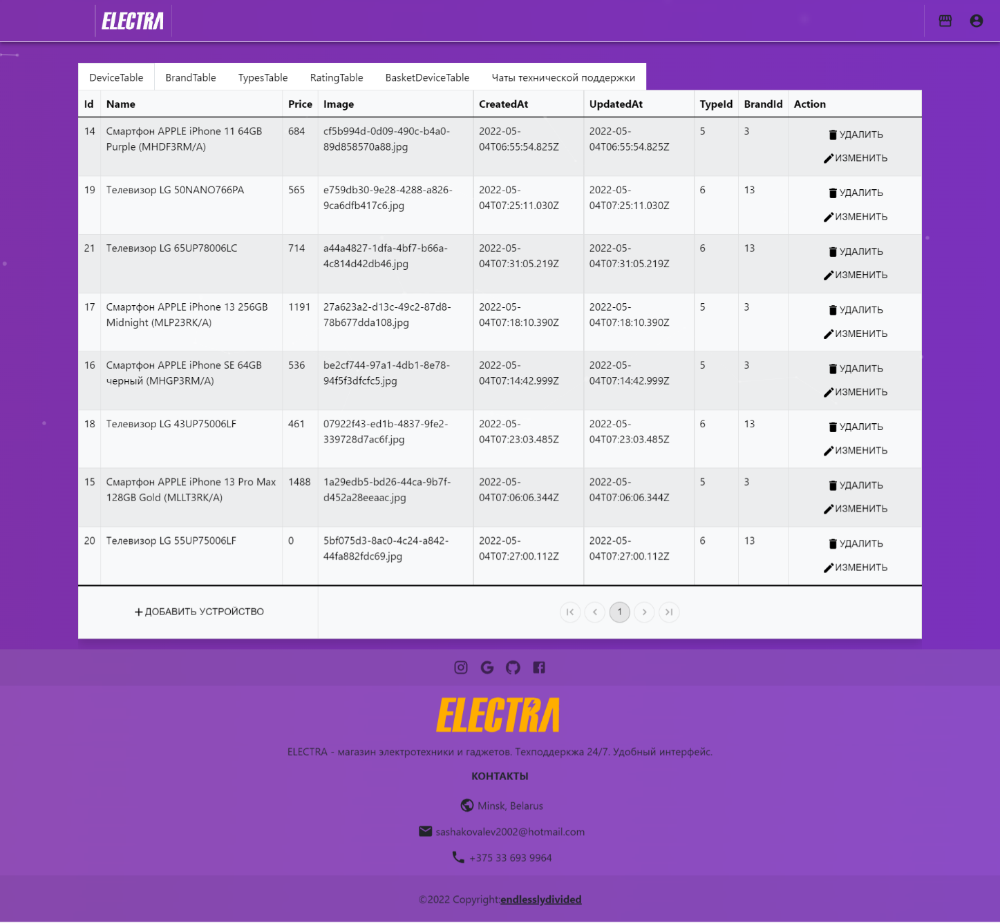 ELECTRA
DeviceTable BrandTable TypesTable RatingTable BasketDeviceTable Чаты технической поддержки
Id Name Price Image CreatedAt UpdatedAt TypeId BrandId Action
14 Смартфон APPLE iPhone 11 64GB 684 cf5b994d-0d09-490c-b4a0- 2022-05- 2022-05- 5 3 УДАЛИТЬ
Purple (MHDF3RM/A) 89d858570a88.jpg 04T06:55:54.825Z 04T06:55:54.825Z ИЗМЕНИТЬ
19 Телевизор LG 50NANO766PA 565 e759db30-9e28-4288-a826- 2022-05- 2022-05- 6 13 УДАЛИТЬ
9ca6dfb417c6.jpg 04T07:25:11.030Z 04T07:25:11.030Z ИЗМЕНИТЬ
21 Телевизор LG 65UP78006LC 714 a44a4827-1dfa-4bf7-b66a- 2022-05- 2022-05- 6 13 УДАЛИТЬ
4c814d42db46.jpg 04T07:31:05.219Z 04T07:31:05.219Z ИЗМЕНИТЬ
17 Смартфон APPLE iPhone 13 256GB 1191 27a623a2-d13c-49c2-87d8- 2022-05- 2022-05- 5 3 УДАЛИТЬ
Midnight (MLP23RK/A) 78b677dda108.jpg 04T07:18:10.390Z 04T07:18:10.390Z ИЗМЕНИТЬ
16 Смартфон APPLE iPhone SE 64GB 536 be2cf744-97a1-4db1-8e78- 2022-05- 2022-05- 5 3 УДАЛИТЬ
черный (MHGP3RM/A) 94f5f3dfcfc5.jpg 04T07:14:42.999Z 04T07:14:42.999Z ИЗМЕНИТЬ
18 Телевизор LG 43UP75006LF 461 07922f43-ed1b-4837-9fe2- 2022-05- 2022-05- 6 13 УДАЛИТЬ
339728d7ac6f.jpg 04T07:23:03.485Z 04T07:23:03.485Z ИЗМЕНИТЬ
15 Смартфон APPLE iPhone 13 Pro Max 1488 1a29edb5-bd26-44ca-9b7f- 2022-05- 2022-05- 5 3 УДАЛИТЬ
128GB Gold (MLLT3RK/A) d452a28eeaac.jpg 04T07:06:06.344Z 04T07:06:06.344Z ИЗМЕНИТЬ
20 Телевизор LG 55UP75006LF 0 5bf075d3-8ac0-4c24-a842- 2022-05- 2022-05- 6 13 УДАЛИТЬ
44fa882fdc69.jpg 04T07:27:00.112Z 04T07:27:00.112Z ИЗМЕНИТЬ
+ДОБАВИТЬ УСТРОЙСТВО 1
ELECTRA
ELECTRA - магазин электротехники и гаджетов. Техподдеркжа 24/7. Удобный интерфейс.
КОНТАКТЫ
Minsk, Belarus
sashakovalev2002@hotmail.com
+375 33 693 9964
©2022 Copyright:endlesslydivided